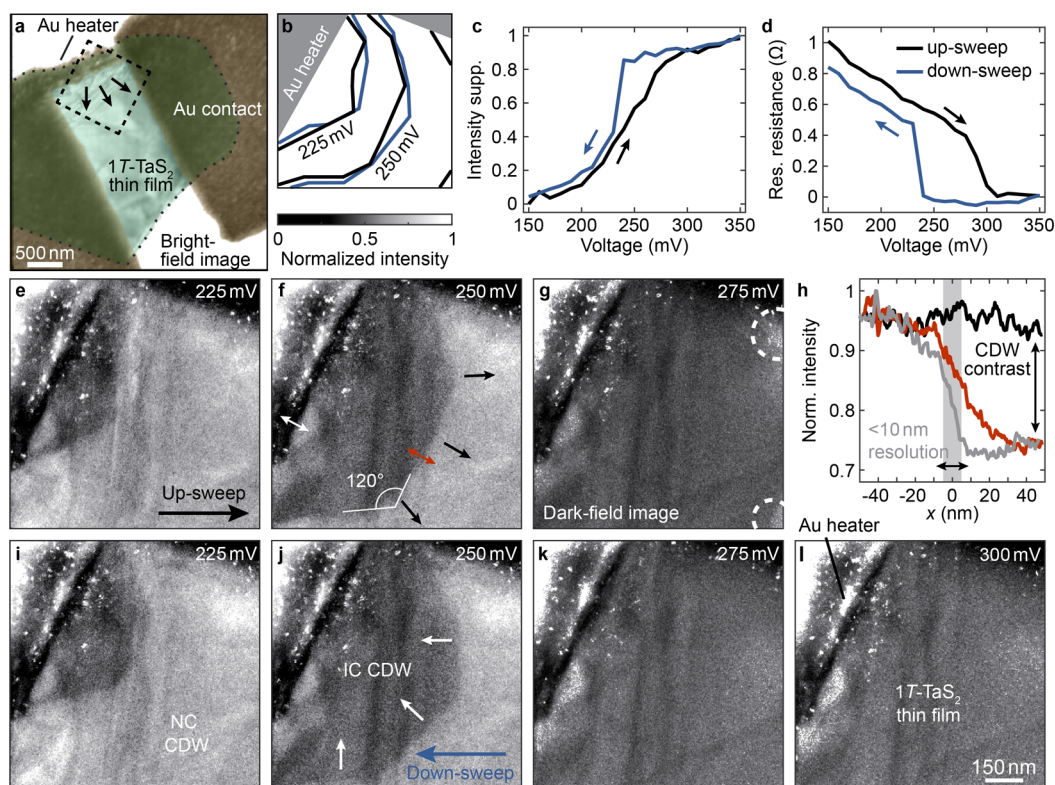 a
Au heater
Au contact
1T-TaS2
thin film
Bright-
field image
500 nm
b
Au heater
225 mV
250 mV
0
0.5
1
Normalized intensity
c
Intensity supp.
1
0.8
0.6
0.4
0.2
0
150
200
250
300
350
Voltage (mV)
d
Res. resistance (Ω)
1
0.8
0.6
0.4
0.2
0
up-sweep
down-sweep
150
200
250
300
350
Voltage (mV)
e
225 mV
Up-sweep
f
250 mV
120°
g
275 mV
Dark-field image
h
Norm. intensity
1
0.9
0.8
0.7
CDW
contrast
<10 nm
resolution
-40
-20
0
20
40
x (nm)
i
225 mV
NC
CDW
j
250 mV
IC CDW
Down-sweep
k
275 mV
Au heater
l
300 mV
1T-TaS2
thin film
150 nm